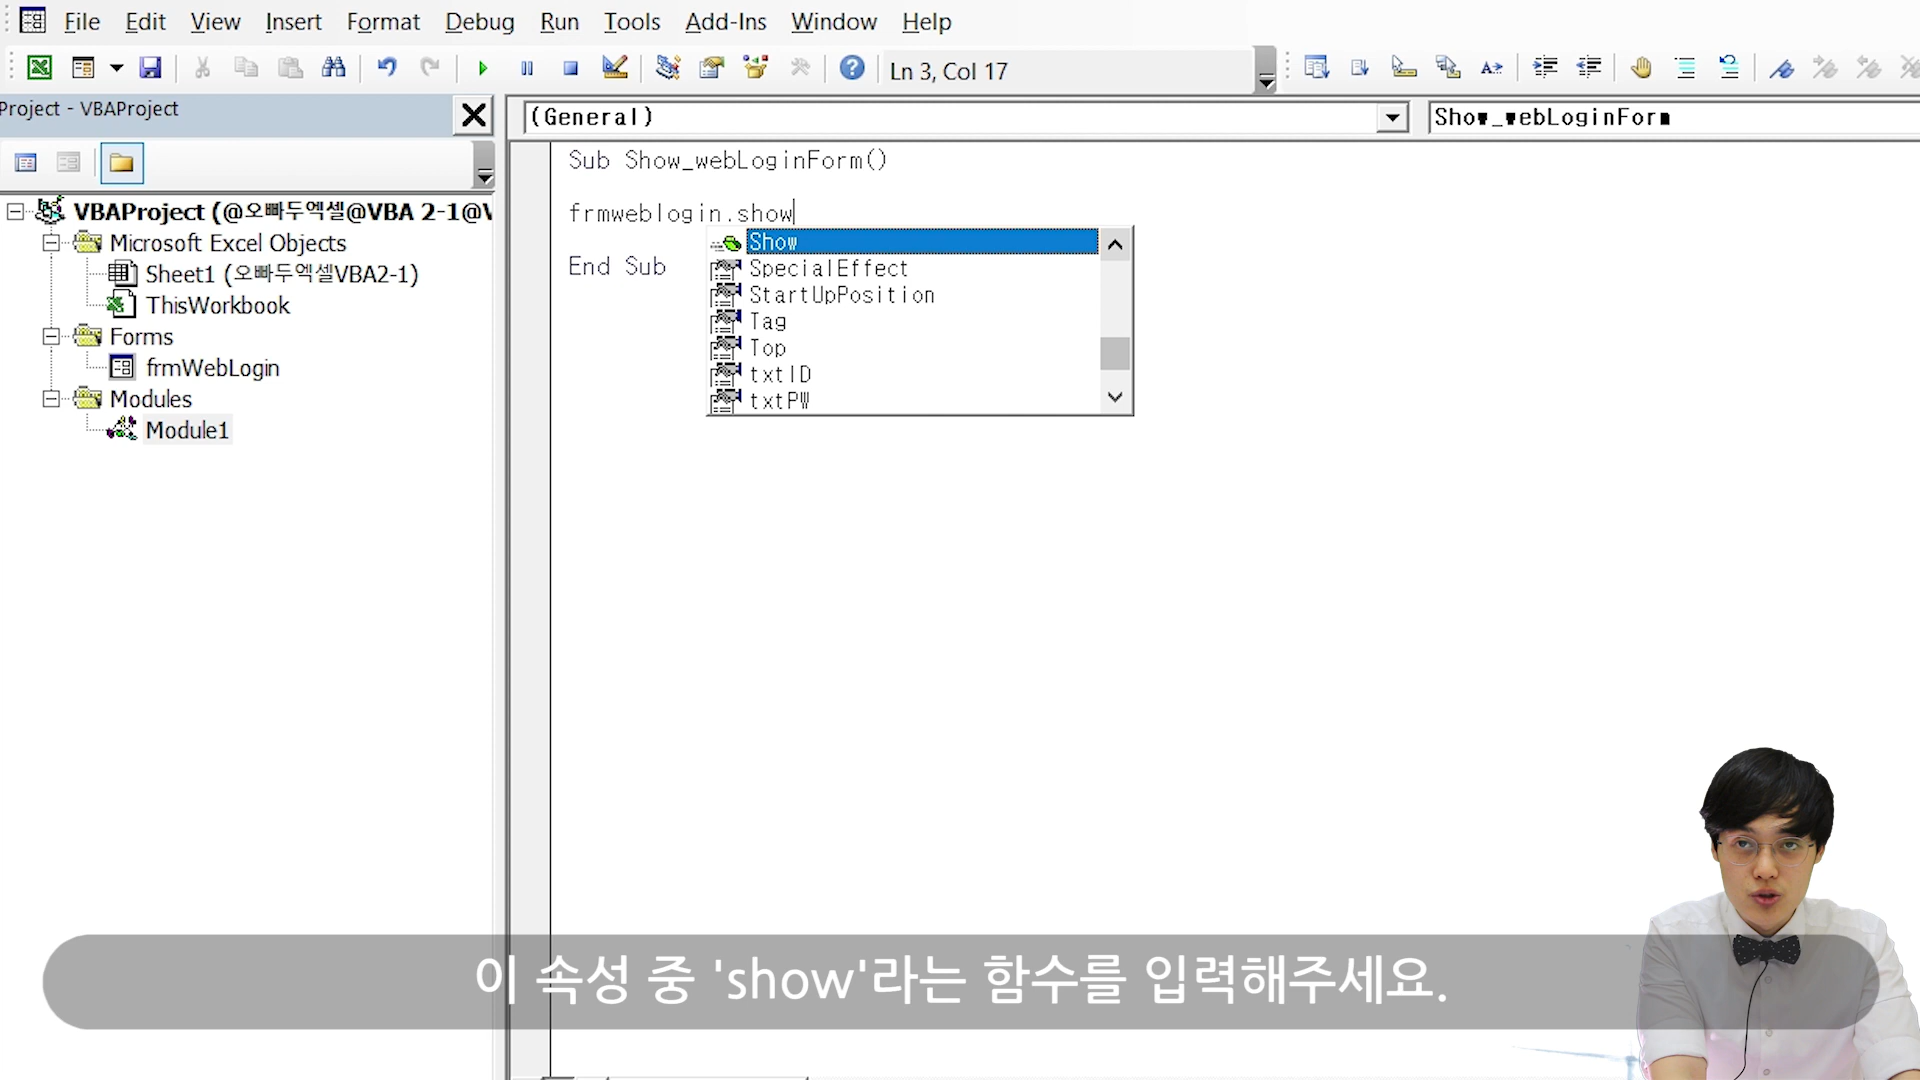 File Edit View Insert Format Debug Run Tools Add-Ins Window Help
Ln 3, Col 17
Project - VBAProject
(General)
Show_webLoginForm
VBAProject (@오빠두엑셀@VBA 2-1@
Microsoft Excel Objects
Sheet1 (오빠두엑셀VBA2-1)
ThisWorkbook
Forms
frmWebLogin
Modules
Module1
Sub Show_webLoginForm()
frmweblogin.show
End Sub
Show
SpecialEffect
StartUpPosition
Tag
Top
txtID
txtPW
이 속성 중 'show'라는 함수를 입력해주세요.